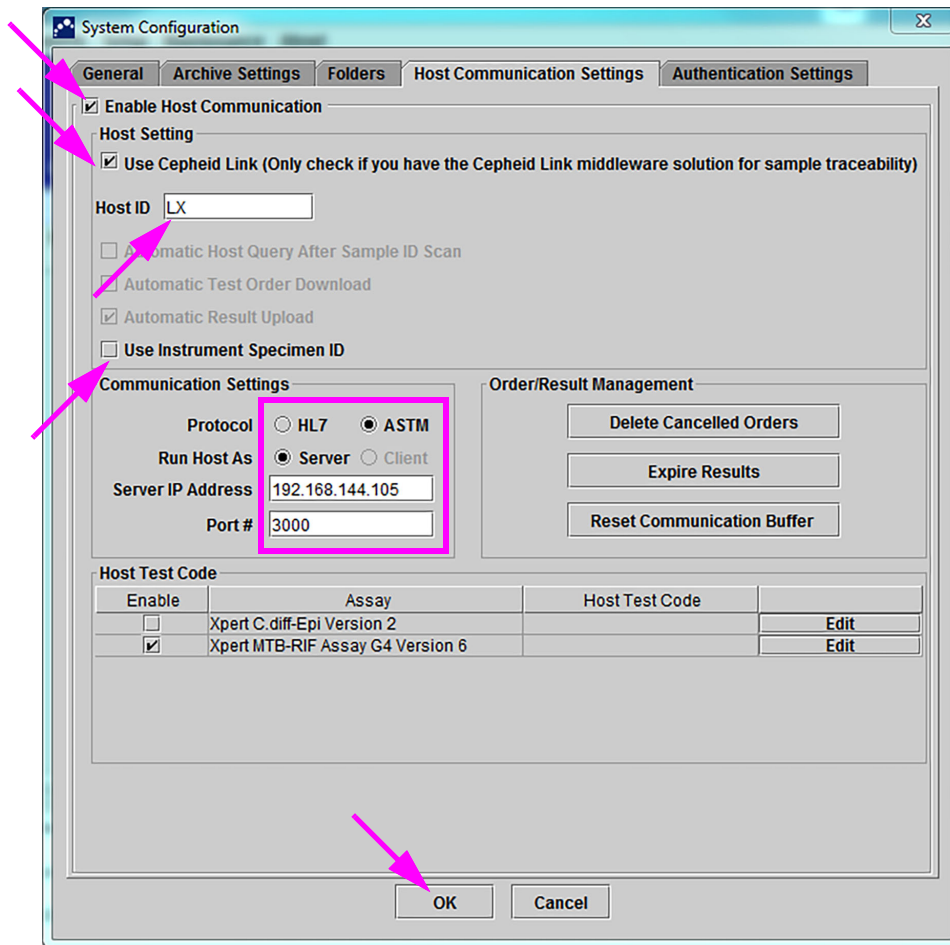 System Configuration
General Archive Settings Folders Host Communication Settings Authentication Settings
Enable Host Communication
Host Setting
Use Cepheid Link (Only check if you have the Cepheid Link middleware solution for sample traceability)
Host ID LX
Automatic Host Query After Sample ID Scan
Automatic Test Order Download
Automatic Result Upload
Use Instrument Specimen ID
Communication Settings
Protocol HL7 ASTM
Run Host As Server Client
Server IP Address 192.168.144.105
Port # 3000
Order/Result Management
Delete Cancelled Orders
Expire Results
Reset Communication Buffer
Host Test Code
Enable Assay Host Test Code
Xpert C.diff-Epi Version 2 Edit
Xpert MTB-RIF Assay G4 Version 6 Edit
OK Cancel